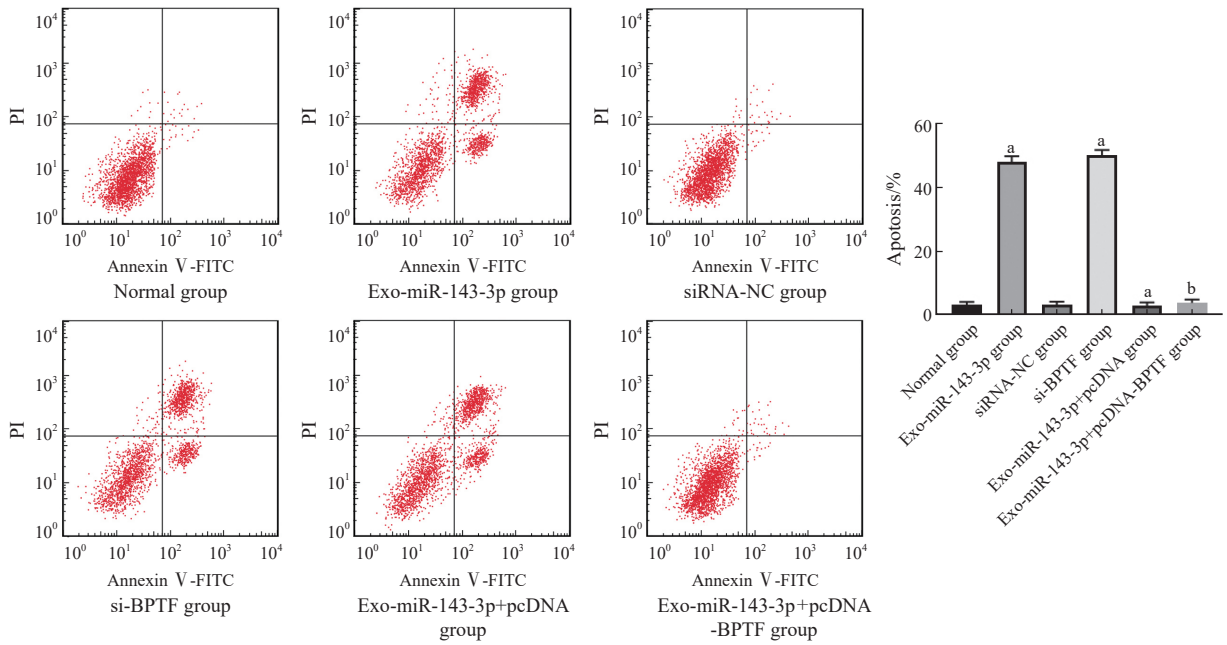 10⁴
10³
10²
10¹
10⁰
PI
10⁰ 10¹ 10² 10³ 10⁴
Annexin Ⅴ-FITC
Normal group
10⁴
10³
10²
10¹
10⁰
PI
10⁰ 10¹ 10² 10³ 10⁴
Annexin Ⅴ-FITC
Exo-miR-143-3p group
10⁴
10³
10²
10¹
10⁰
PI
10⁰ 10¹ 10² 10³ 10⁴
Annexin Ⅴ-FITC
siRNA-NC group
10⁴
10³
10²
10¹
10⁰
PI
10⁰ 10¹ 10² 10³ 10⁴
Annexin Ⅴ-FITC
si-BPTF group
10⁴
10³
10²
10¹
10⁰
PI
10⁰ 10¹ 10² 10³ 10⁴
Annexin Ⅴ-FITC
Exo-miR-143-3p+pcDNA
group
10⁴
10³
10²
10¹
10⁰
PI
10⁰ 10¹ 10² 10³ 10⁴
Annexin Ⅴ-FITC
Exo-miR-143-3p+pcDNA
-BPTF group
Apotosis/%
60
40
20
0
a
a
a
b
Normal group
Exo-miR-143-3p group
siRNA-NC group
si-BPTF group
Exo-miR-143-3p+pcDNA group
Exo-miR-143-3p+pcDNA-BPTF group